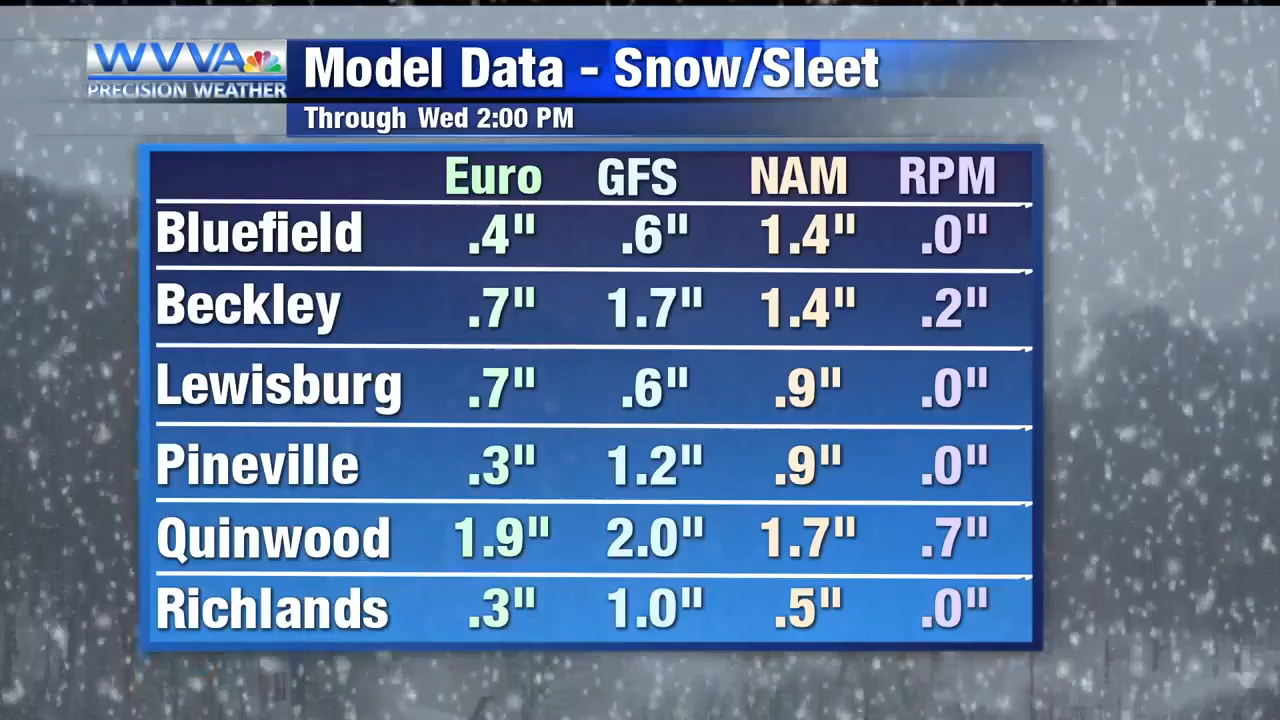 WVVA
PRECISION WEATHER
Model Data - Snow/Sleet
Through Wed 2:00 PM
Euro GFS NAM RPM
Bluefield .4" .6" 1.4" .0"
Beckley .7" 1.7" 1.4" .2"
Lewisburg .7" .6" .9" .0"
Pineville .3" 1.2" .9" .0"
Quinwood 1.9" 2.0" 1.7" .7"
Richlands .3" 1.0" .5" .0"